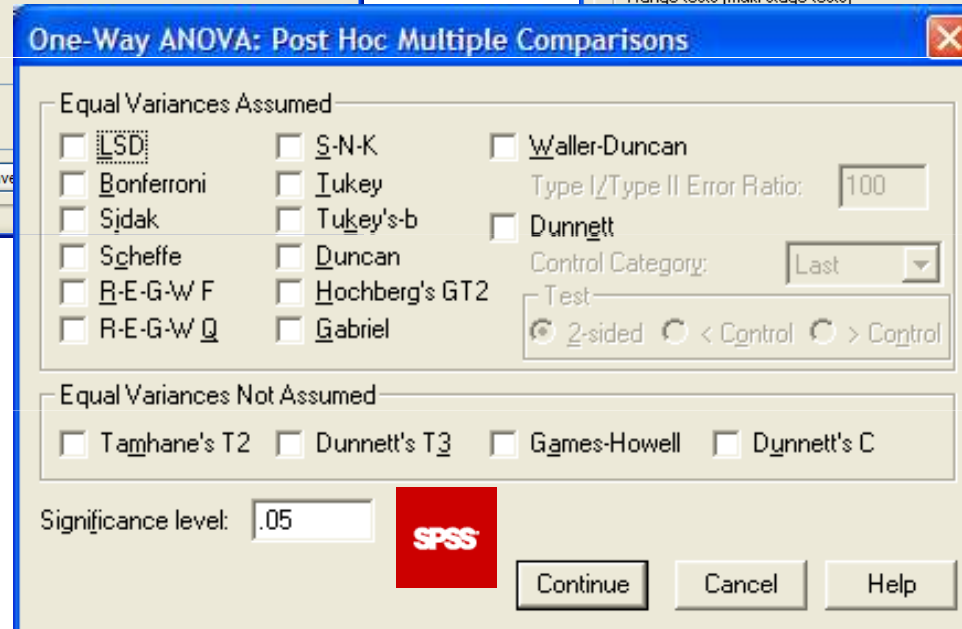 One-Way ANOVA: Post Hoc Multiple Comparisons
Equal Variances Assumed
LSD S-N-K Waller-Duncan
Bonferroni Tukey Type I/Type II Error Ratio: 100
Sidak Tukey's-b Dunnett
Scheffe Duncan Control Category: Last
R-E-G-W F Hochberg's GT2 Test
R-E-G-W Q Gabriel 2-sided < Control > Control
Equal Variances Not Assumed
Tamhane's T2 Dunnett's T3 Games-Howell Dunnett's C
Significance level: .05
SPSS
Continue Cancel Help